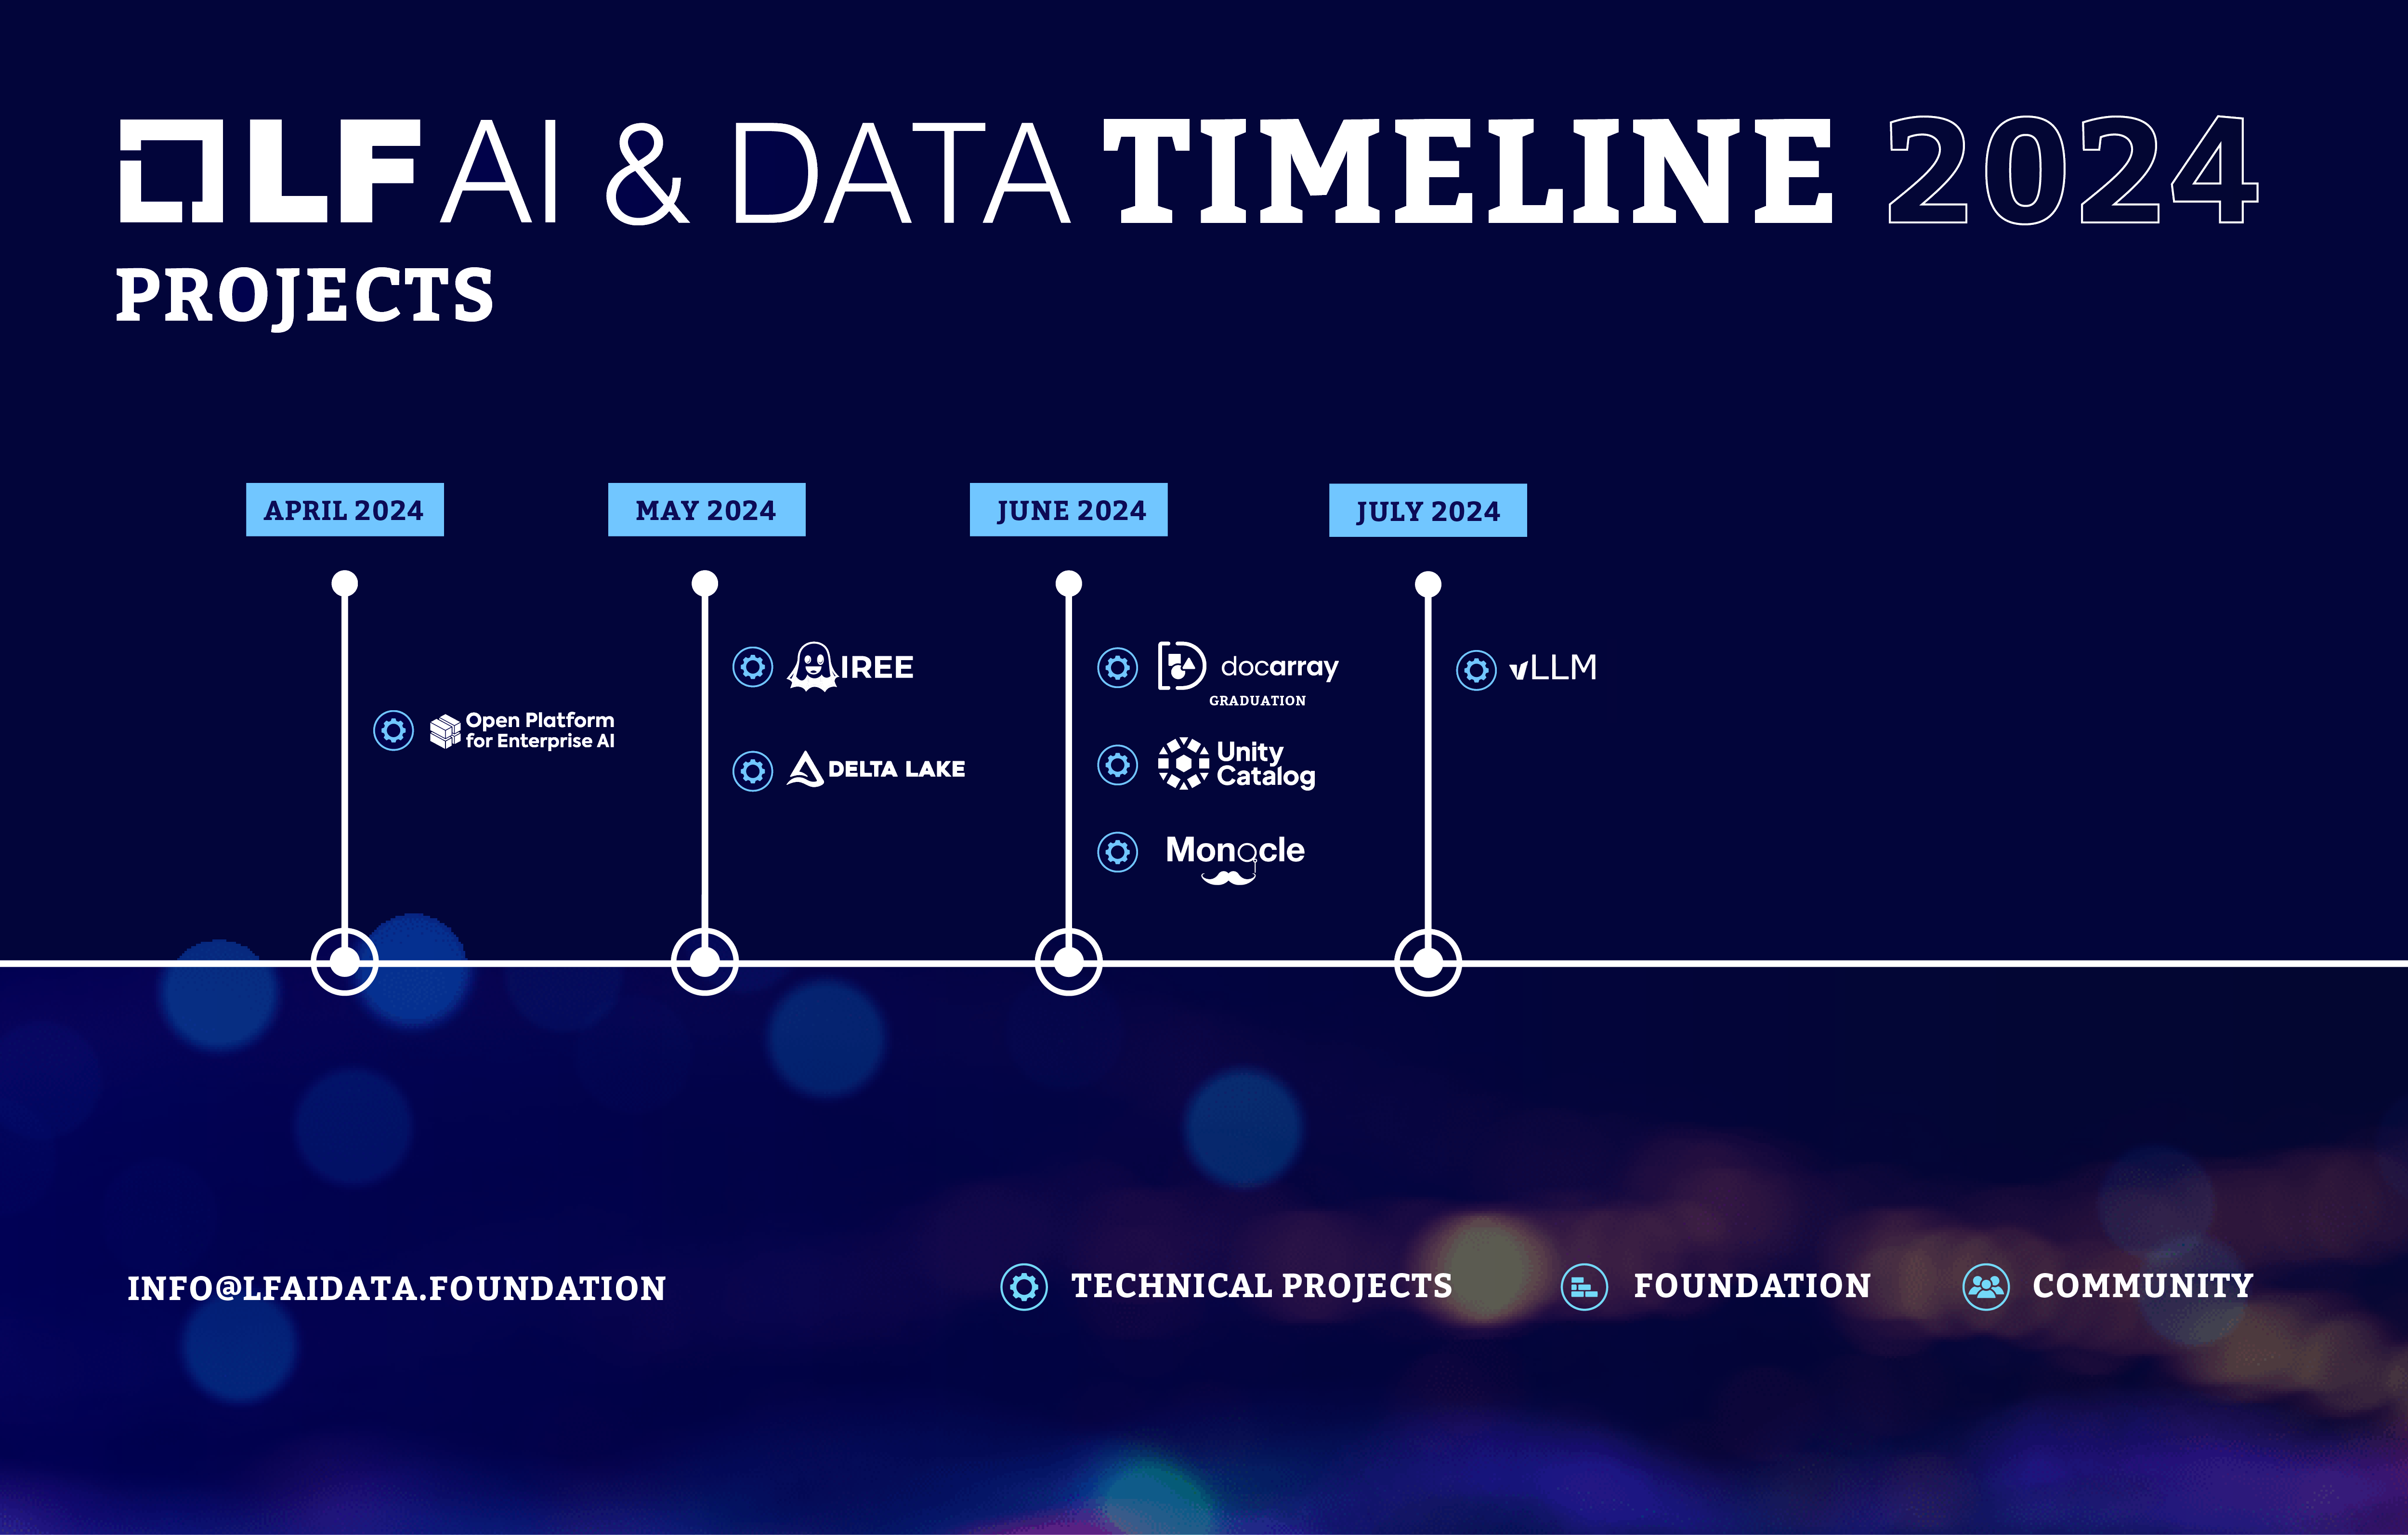 LF AI & DATA TIMELINE 2024
PROJECTS
APRIL 2024
MAY 2024
JUNE 2024
JULY 2024
Open Platform
for Enterprise AI
IREE
DELTA LAKE
docarray
GRADUATION
Unity
Catalog
Monocle
vLLM
INFO@LFAIDATA.FOUNDATION
TECHNICAL PROJECTS
FOUNDATION
COMMUNITY